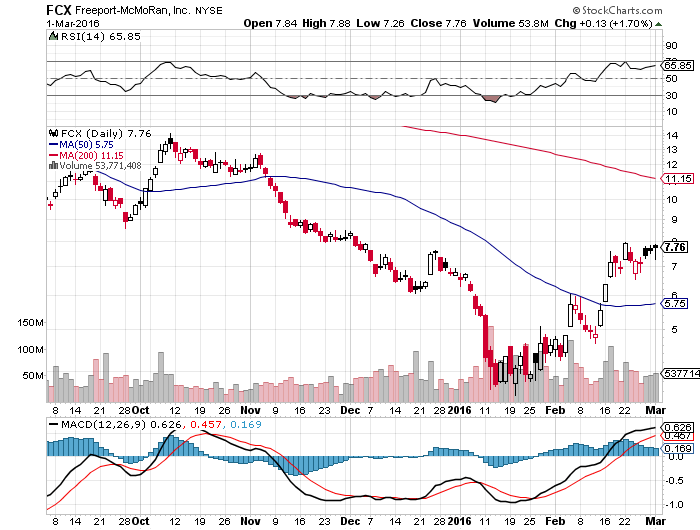 FCX Freeport-McMoRan, Inc. NYSE © StockCharts.com
1-Mar-2016 Open 7.84 High 7.88 Low 7.26 Close 7.76 Volume 53.8M Chg +0.13 (+1.70%)
RSI(14) 65.85
90
70
65.85
50
30
10
FCX (Daily) 7.76
MA(50) 5.75
MA(200) 11.15
Volume 53,771,408
14
13
12
11.15
10
9
8
7.76
7
6
5.75
5
150M
100M
50M
537714
8 14 21 28 Oct 12 19 26 Nov 9 16 23 Dec 7 14 21 28 2016 11 19 25 Feb 8 16 22 Mar
MACD(12,26,9) 0.626, 0.457, 0.169
0.626
0.457
0.169
0.0
-0.5
-1.0
8 14 21 28 Oct 12 19 26 Nov 9 16 23 Dec 7 14 21 28 2016 11 19 25 Feb 8 16 22 Mar